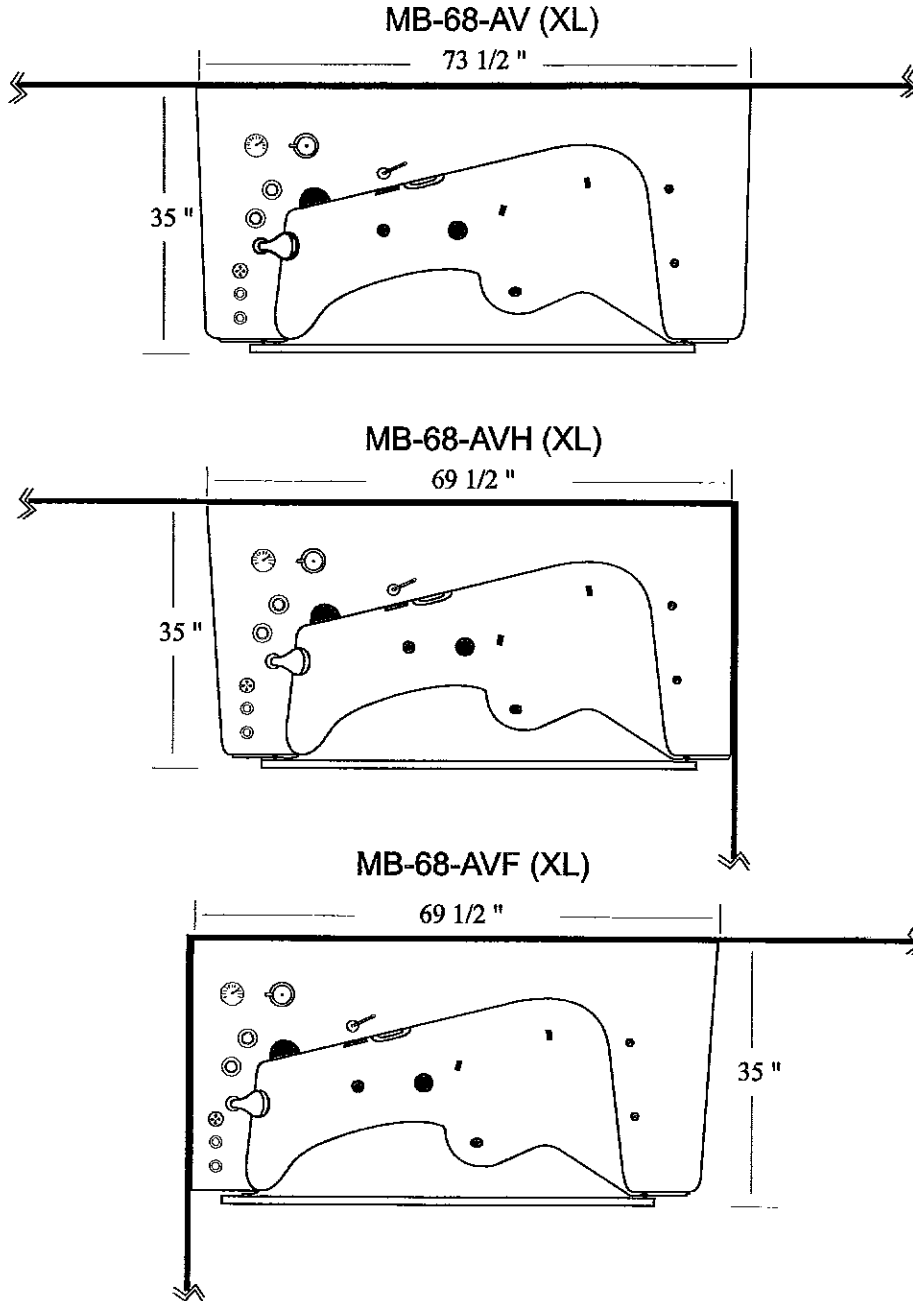 MB-68-AV (XL)
73 1/2 "
35 "
MB-68-AVH (XL)
69 1/2 "
35 "
MB-68-AVF (XL)
69 1/2 "
35 "